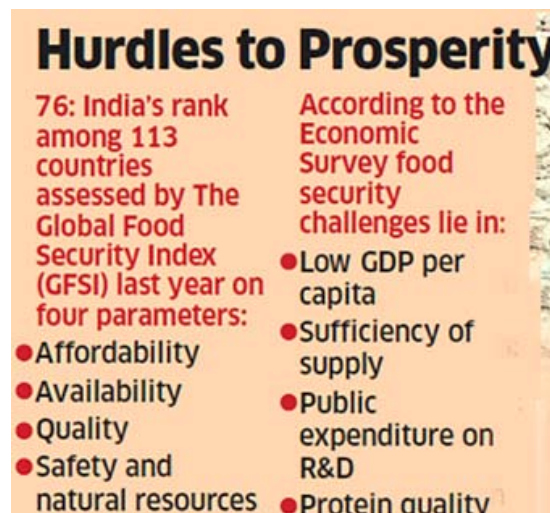 Hurdles to Prosperity
76: India's rank
among 113
countries
assessed by The
Global Food
Security Index
(GFSI) last year on
four parameters:
●Affordability
●Availability
●Quality
●Safety and
natural resources
According to the
Economic
Survey food
security
challenges lie in:
●Low GDP per
capita
●Sufficiency of
supply
●Public
expenditure on
R&D
●Protein quality